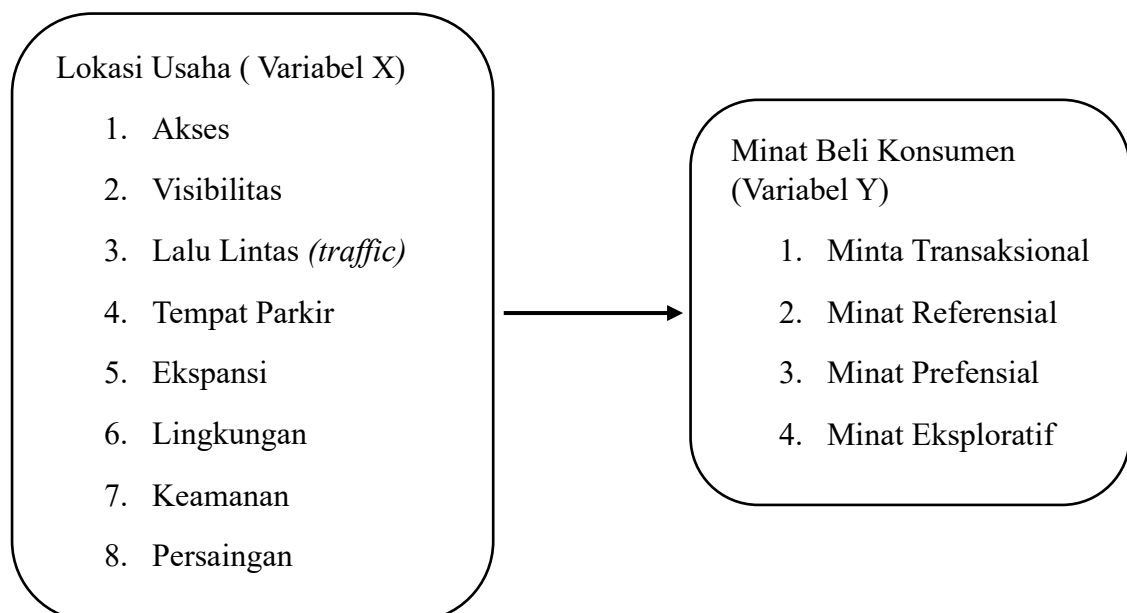 Lokasi Usaha ( Variabel X)
1. Akses
2. Visibilitas
3. Lalu Lintas (traffic)
4. Tempat Parkir
5. Ekspansi
6. Lingkungan
7. Keamanan
8. Persaingan
Minat Beli Konsumen
(Variabel Y)
1. Minta Transaksional
2. Minat Referensial
3. Minat Prefensial
4. Minat Eksploratif